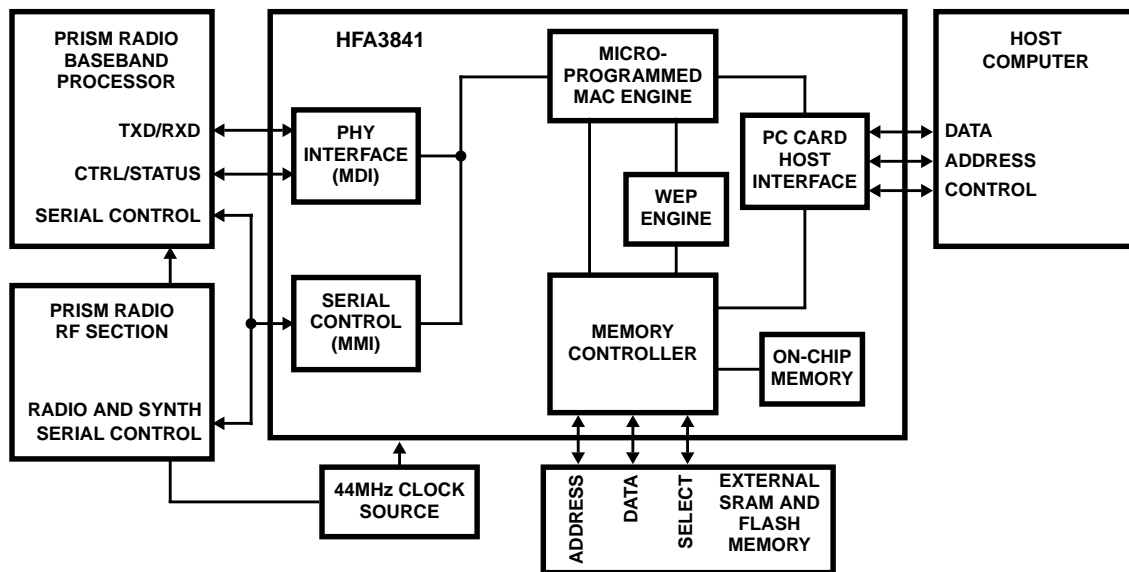 PRISM RADIO
BASEBAND
PROCESSOR
TXD/RXD
CTRL/STATUS
SERIAL CONTROL
PRISM RADIO
RF SECTION
RADIO AND SYNTH
SERIAL CONTROL
HFA3841
PHY
INTERFACE
(MDI)
SERIAL
CONTROL
(MMI)
MICRO-
PROGRAMMED
MAC ENGINE
WEP
ENGINE
PC CARD
HOST
INTERFACE
MEMORY
CONTROLLER
ON-CHIP
MEMORY
HOST
COMPUTER
DATA
ADDRESS
CONTROL
44MHz CLOCK
SOURCE
ADDRESS
DATA
SELECT
EXTERNAL
SRAM AND
FLASH
MEMORY